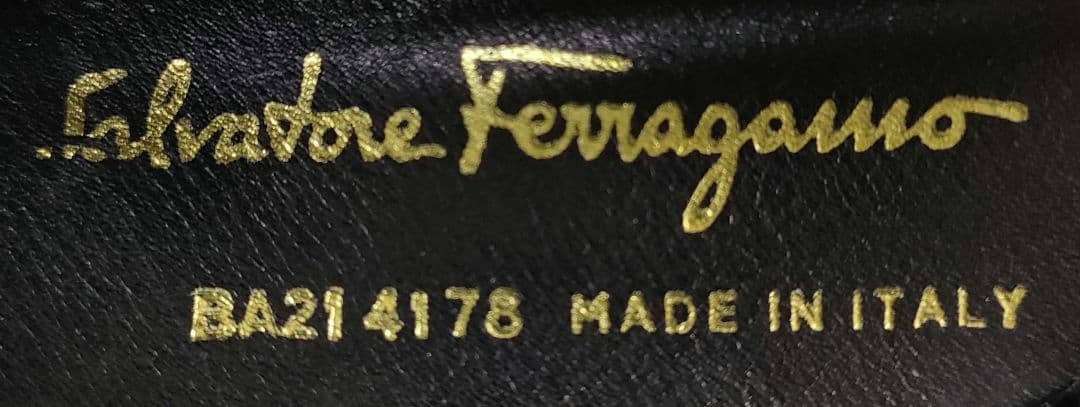 Salvatore Ferragamo
BA21 4178 MADE IN ITALY